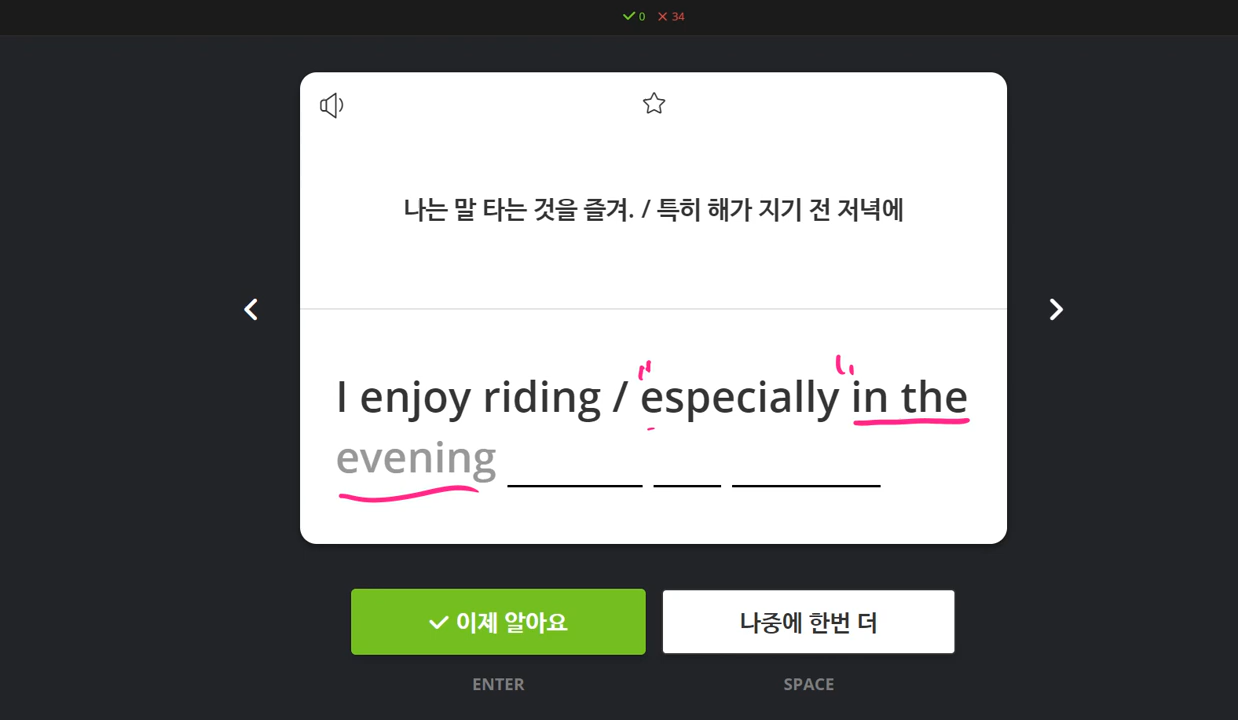 0 34
나는 말 타는 것을 즐겨. / 특히 해가 지기 전 저녁에
I enjoy riding / especially in the
evening
이제 알아요 나중에 한번 더
ENTER SPACE